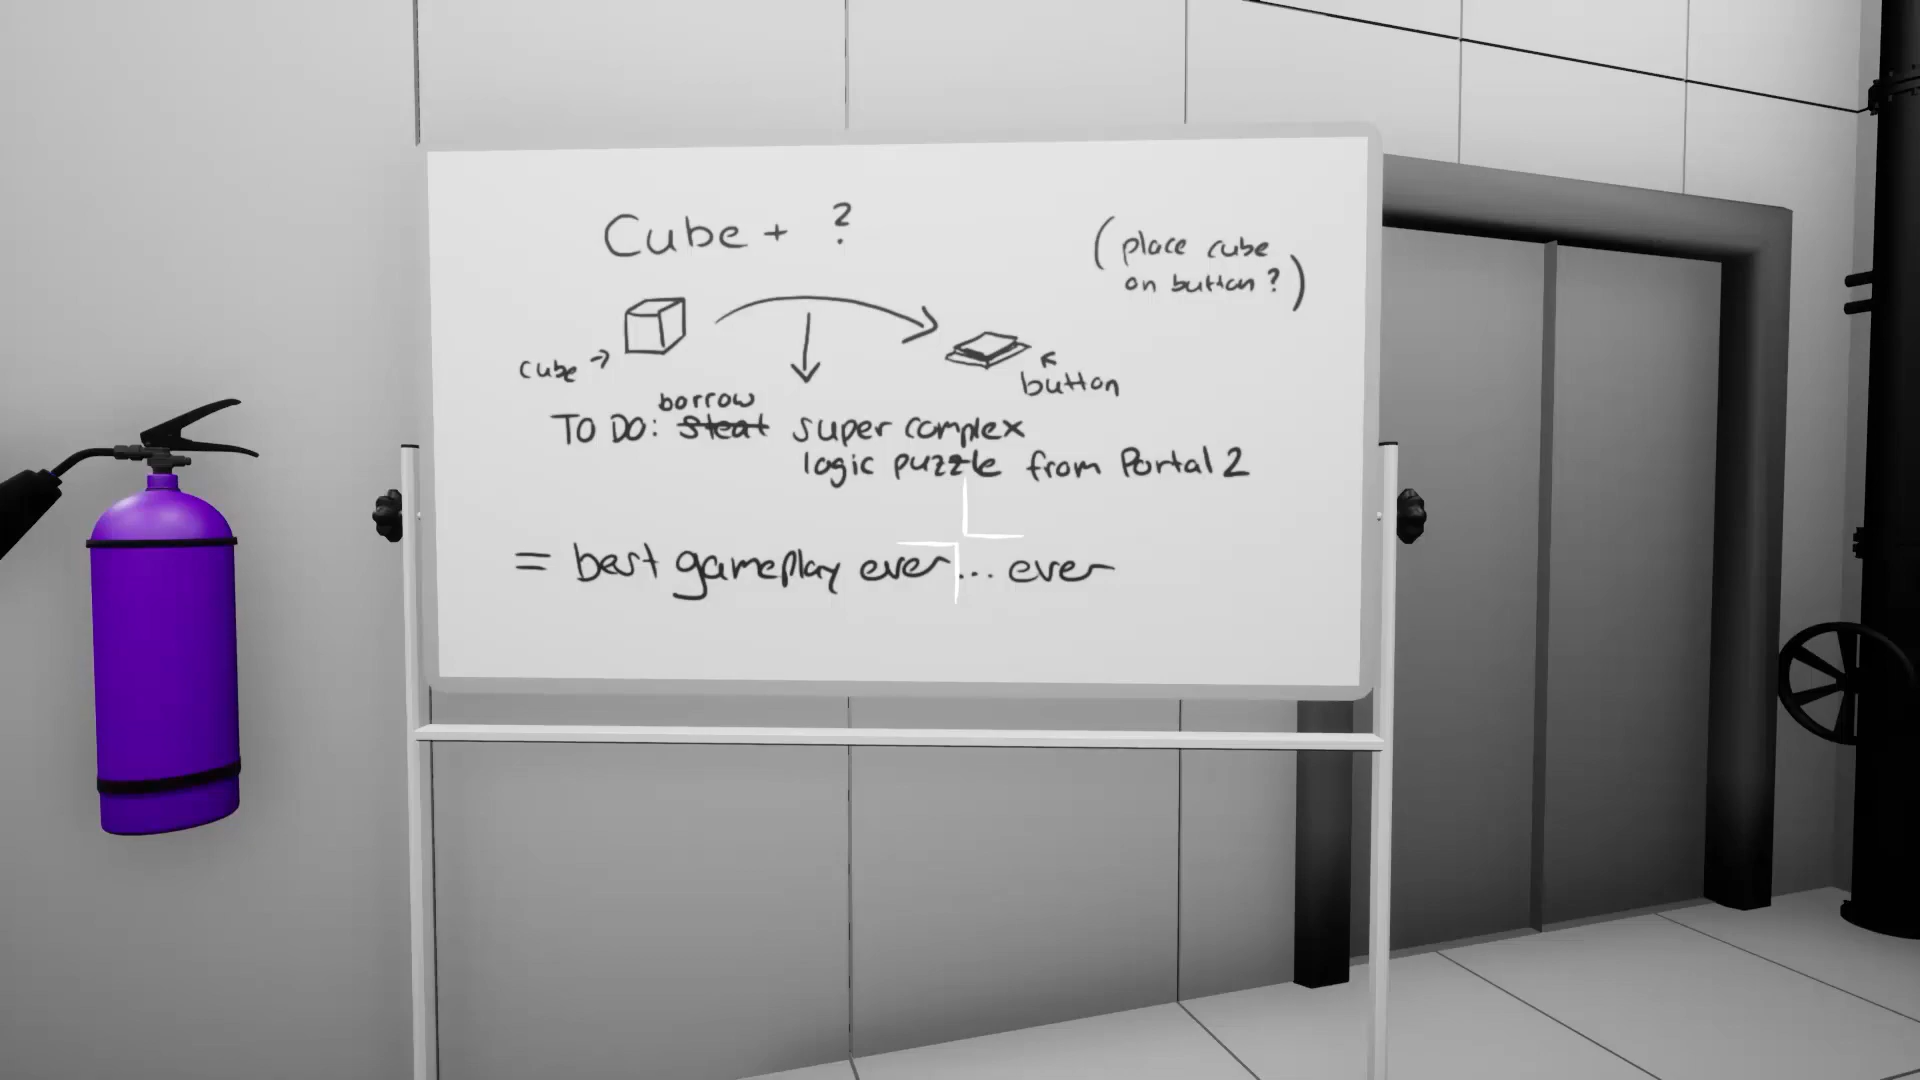 Cube + ?
(place cube
on button?)
cube →
← button
borrow
TO DO: steal super complex
logic puzzle from Portal 2
= best gameplay ever... ever